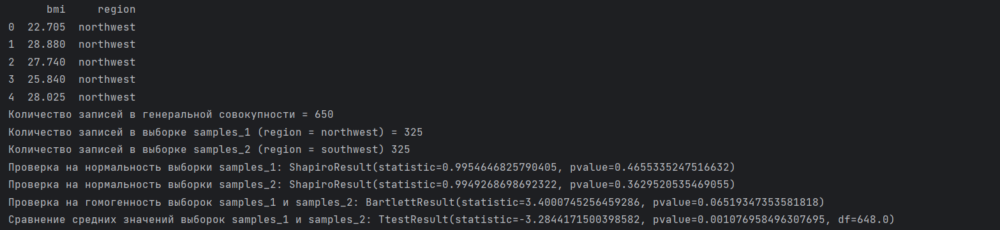 bmi region
0 22.705 northwest
1 28.880 northwest
2 27.740 northwest
3 25.840 northwest
4 28.025 northwest
Количество записей в генеральной совокупности = 650
Количество записей в выборке samples_1 (region = northwest) = 325
Количество записей в выборке samples_2 (region = southwest) 325
Проверка на нормальность выборки samples_1: ShapiroResult(statistic=0.9954646825790405, pvalue=0.4655335247516632)
Проверка на нормальность выборки samples_2: ShapiroResult(statistic=0.9949268698692322, pvalue=0.3629520535469055)
Проверка на гомогенность выборок samples_1 и samples_2: BartlettResult(statistic=3.4000745256459286, pvalue=0.06519347353581818)
Сравнение средних значений выборок samples_1 и samples_2: TtestResult(statistic=-3.2844171500398582, pvalue=0.001076958496307695, df=648.0)